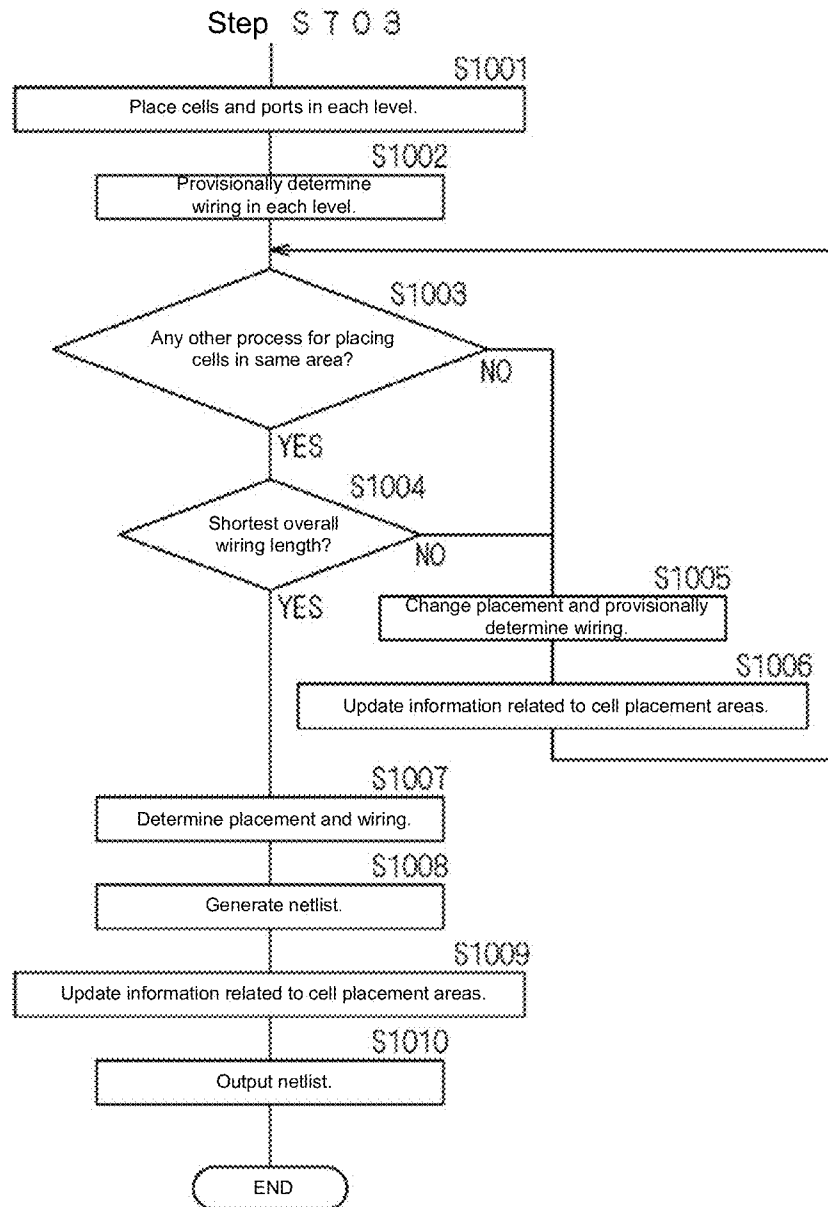 Step S703
S1001
Place cells and ports in each level.
S1002
Provisionally determine
wiring in each level.
S1003
Any other process for placing
cells in same area?
NO
YES
S1004
Shortest overall
wiring length?
NO
YES
S1005
Change placement and provisionally
determine wiring.
S1006
Update information related to cell placement areas.
S1007
Determine placement and wiring.
S1008
Generate netlist.
S1009
Update information related to cell placement areas.
S1010
Output netlist.
END